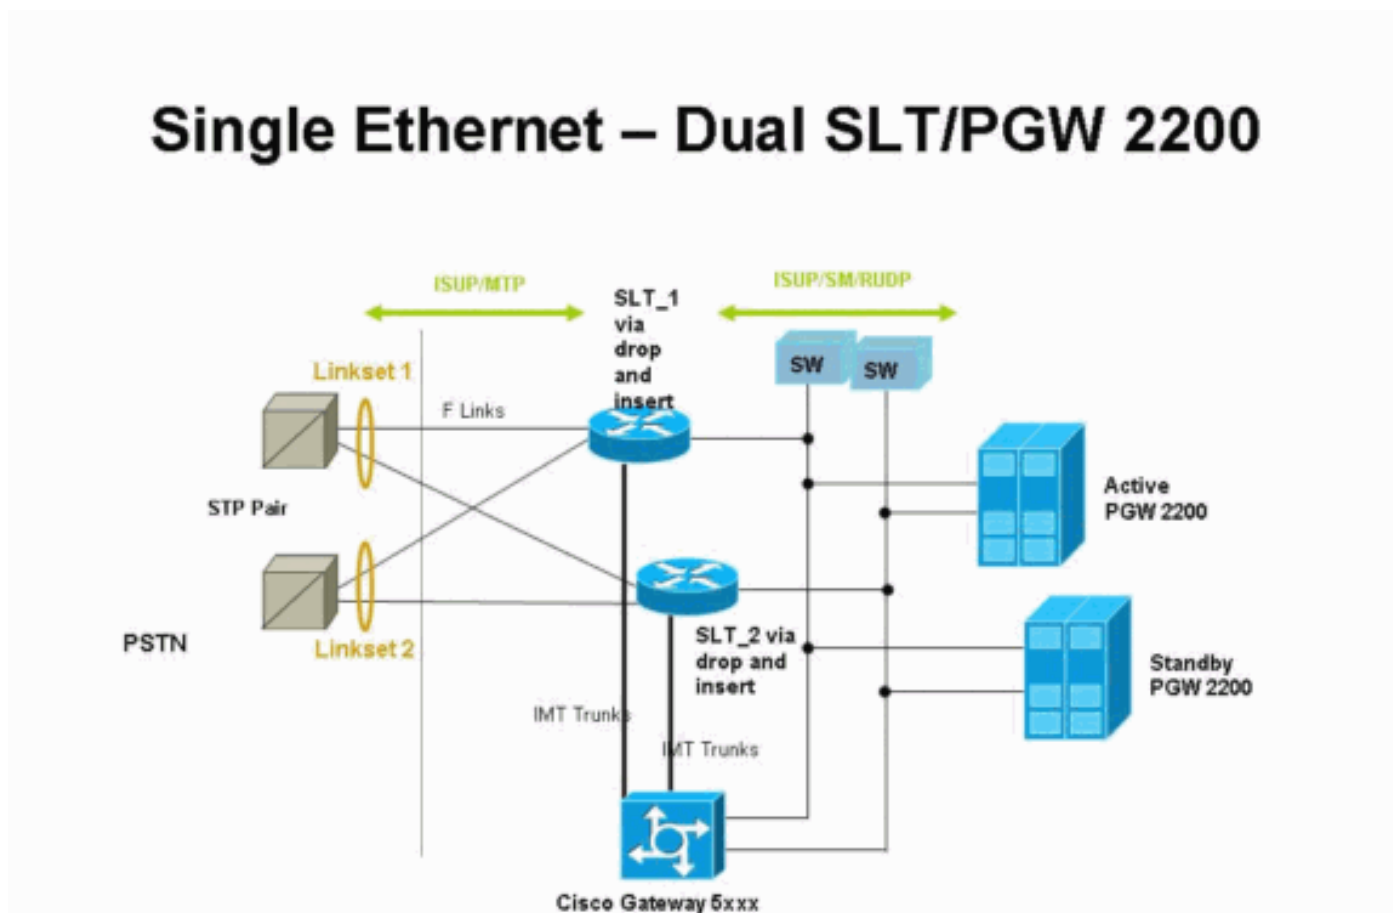 Single Ethernet – Dual SLT/PGW 2200
ISUP/MTP
ISUP/SM/RUDP
SLT_1
via
drop
and
insert
SW
SW
Linkset 1
F Links
STP Pair
Active
PGW 2200
Linkset 2
PSTN
SLT_2 via
drop and
insert
Standby
PGW 2200
IMT Trunks
IMT Trunks
Cisco Gateway 5xxx